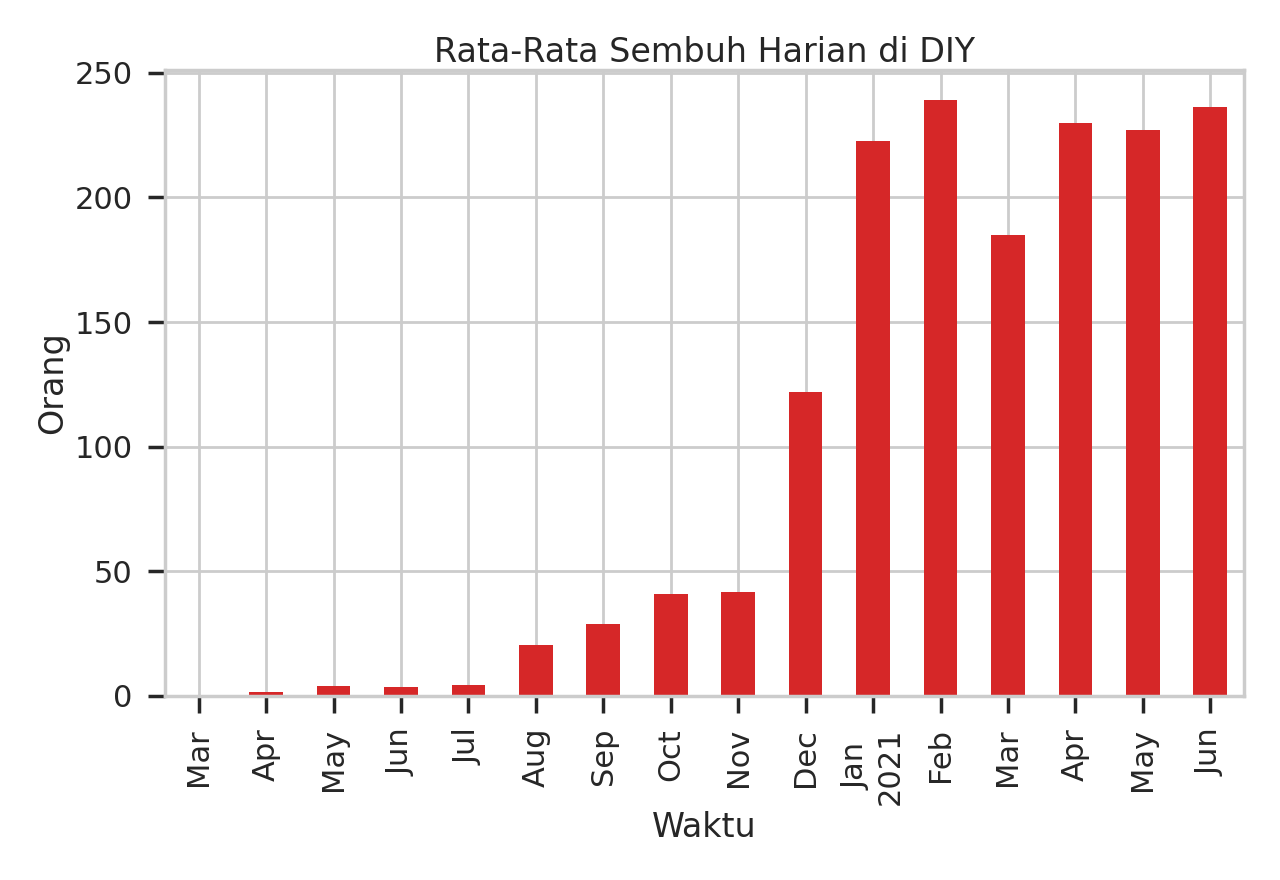 Rata-Rata Sembuh Harian di DIY
250
200
150
100
50
0
Orang
Mar
Apr
May
Jun
Jul
Aug
Sep
Oct
Nov
Dec
Jan
2021
Feb
Mar
Apr
May
Jun
Waktu